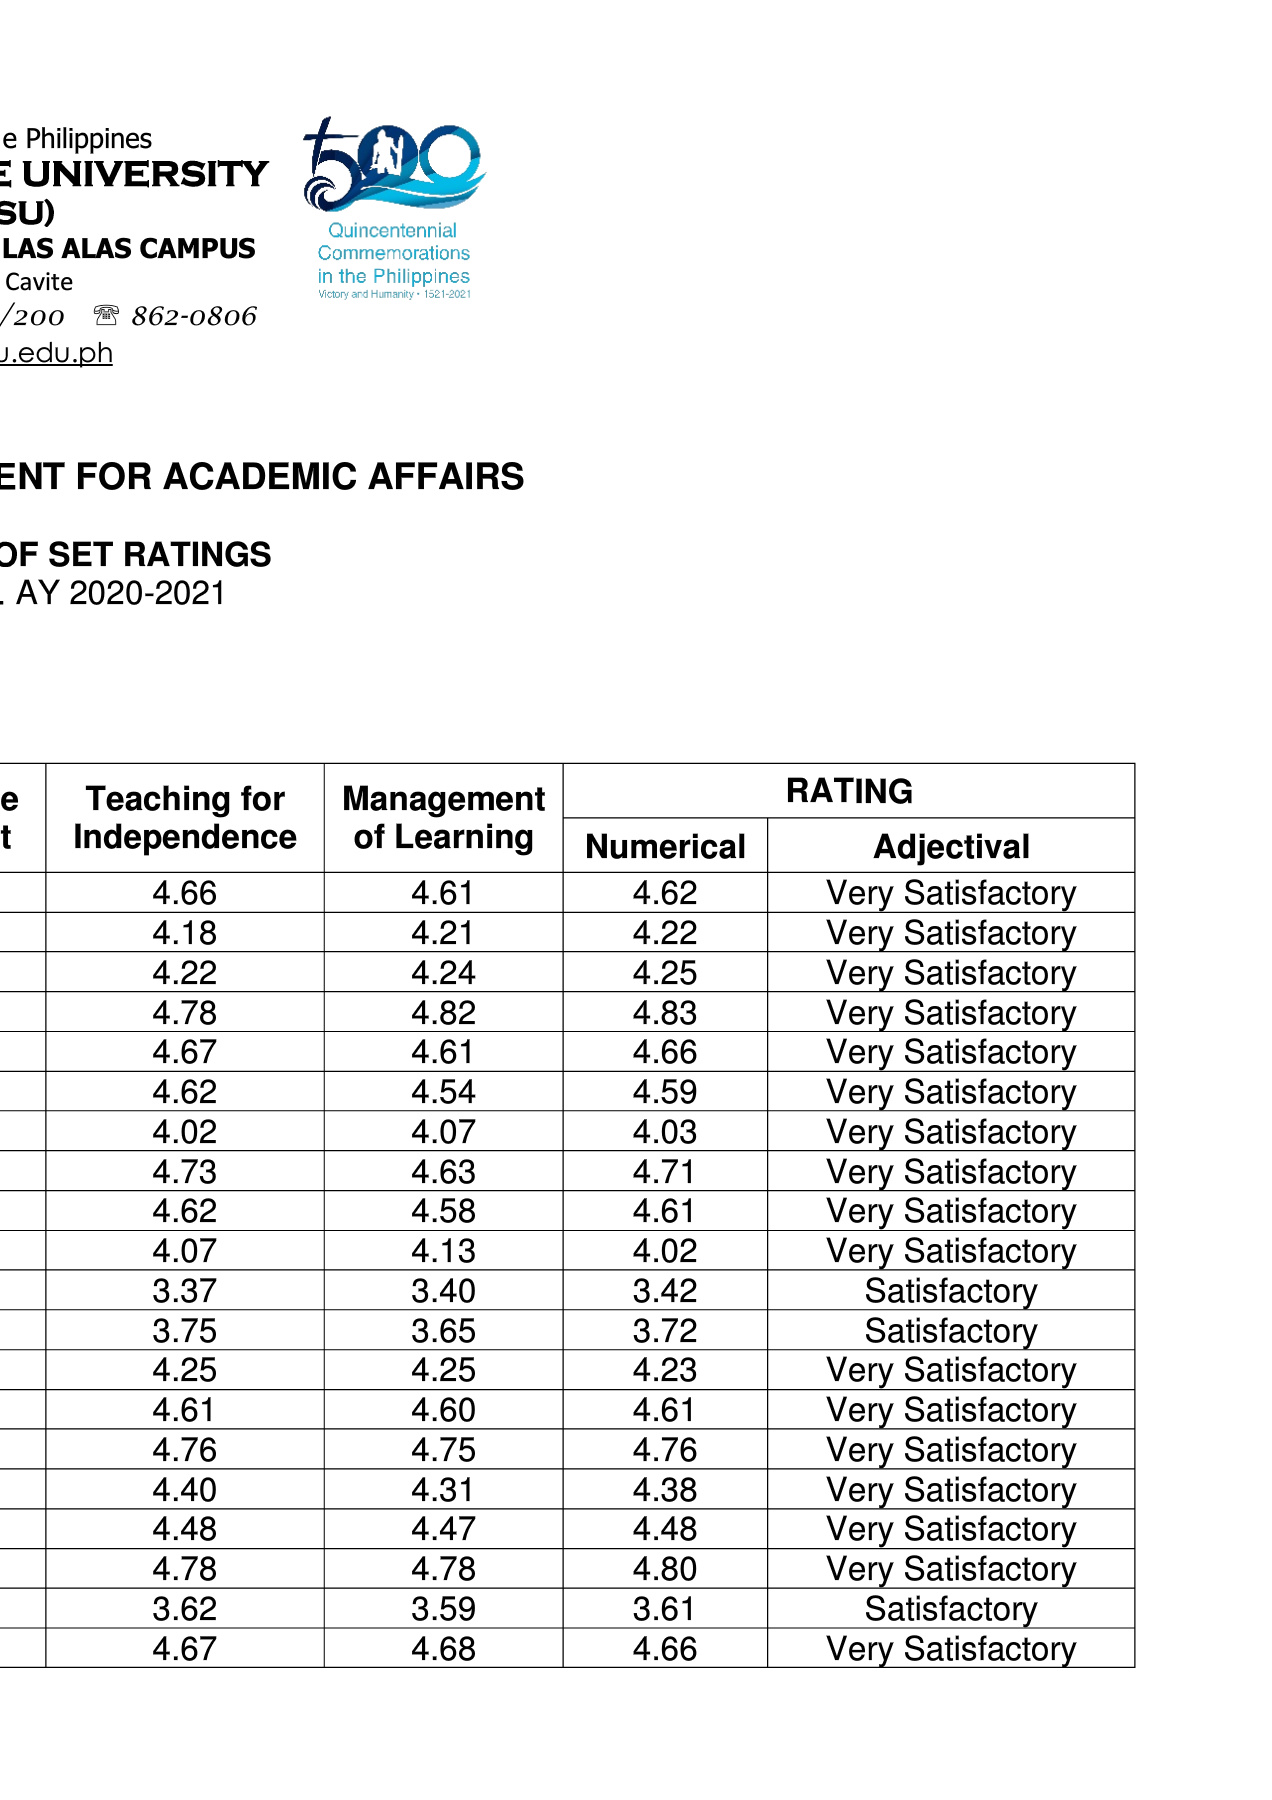 e Philippines
E UNIVERSITY
SU)
LAS ALAS CAMPUS
Cavite
/200 ☏ 862-0806
u.edu.ph
500
Quincentennial
Commemorations
in the Philippines
Victory and Humanity • 1521-2021
ENT FOR ACADEMIC AFFAIRS
OF SET RATINGS
. AY 2020-2021
e Teaching for Management RATING
t Independence of Learning Numerical Adjectival
4.66 4.61 4.62 Very Satisfactory
4.18 4.21 4.22 Very Satisfactory
4.22 4.24 4.25 Very Satisfactory
4.78 4.82 4.83 Very Satisfactory
4.67 4.61 4.66 Very Satisfactory
4.62 4.54 4.59 Very Satisfactory
4.02 4.07 4.03 Very Satisfactory
4.73 4.63 4.71 Very Satisfactory
4.62 4.58 4.61 Very Satisfactory
4.07 4.13 4.02 Very Satisfactory
3.37 3.40 3.42 Satisfactory
3.75 3.65 3.72 Satisfactory
4.25 4.25 4.23 Very Satisfactory
4.61 4.60 4.61 Very Satisfactory
4.76 4.75 4.76 Very Satisfactory
4.40 4.31 4.38 Very Satisfactory
4.48 4.47 4.48 Very Satisfactory
4.78 4.78 4.80 Very Satisfactory
3.62 3.59 3.61 Satisfactory
4.67 4.68 4.66 Very Satisfactory